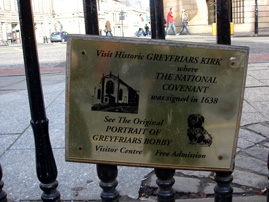 Visit Historic GREYFRIARS KIRK
where
THE NATIONAL
COVENANT
was signed in 1638
See The Original
PORTRAIT OF
GREYFRIARS BOBBY
Visitor Centre Free Admission